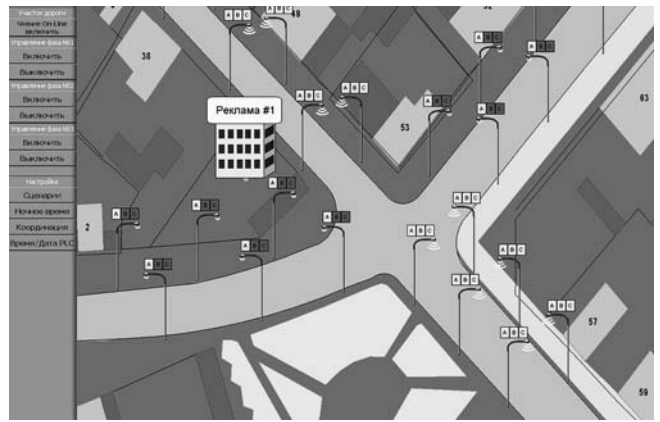 Участок дороги
Чтение On-Line
включить
Управление фаза №1
Включить
Выключить
Управление фаза №2
Включить
Выключить
Управление фаза №3
Включить
Выключить
Настройка
Сценарии
Ночное время
Координация
Время/Дата PLC
49
38
A B C
A B C
A B C
A B C
63
Реклама #1
A B C
A B C
A B C
A B C
53
A B C
A B C
A B C
A B C
A B C
2
A B C
A B C
A B C
A B C
A B C
A B C
A B C
57
A B C
59